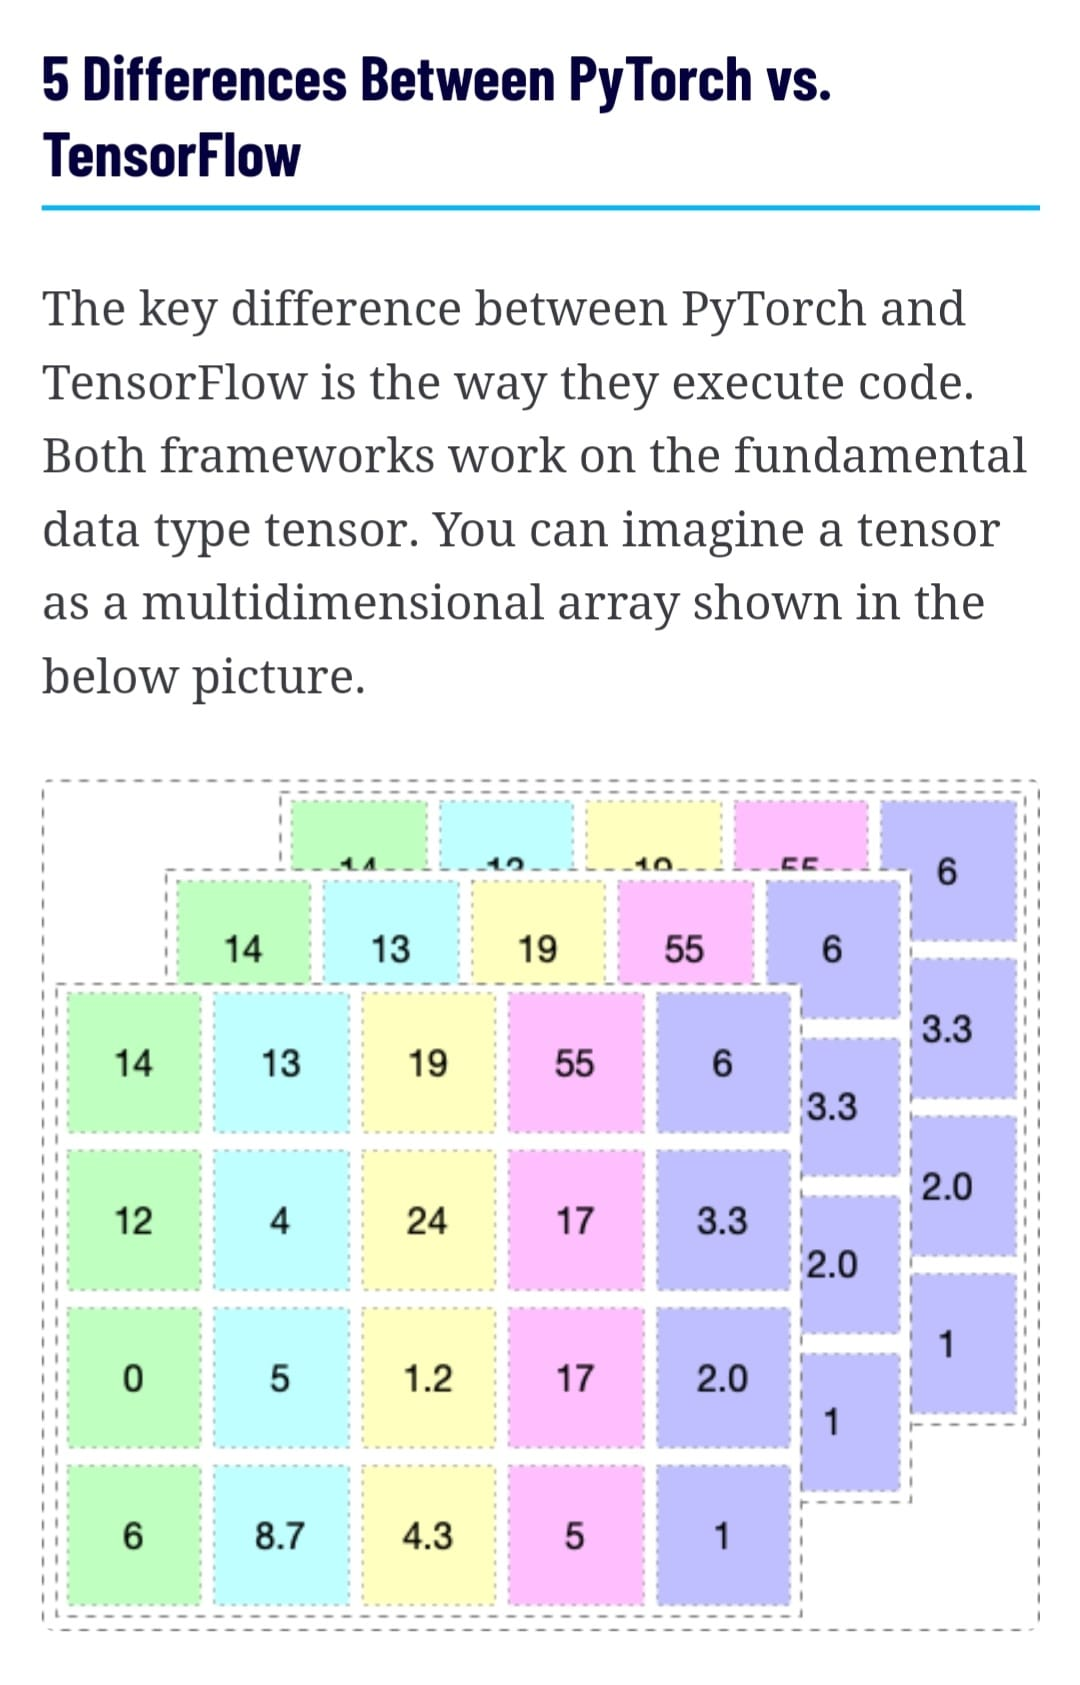 5 Differences Between PyTorch vs.
TensorFlow
The key difference between PyTorch and
TensorFlow is the way they execute code.
Both frameworks work on the fundamental
data type tensor. You can imagine a tensor
as a multidimensional array shown in the
below picture.
14 13 19 55 6
14 13 19 55 6
3.3
14 13 19 55 6
3.3
2.0
12 4 24 17 3.3
2.0
1
0 5 1.2 17 2.0
1
6 8.7 4.3 5 1